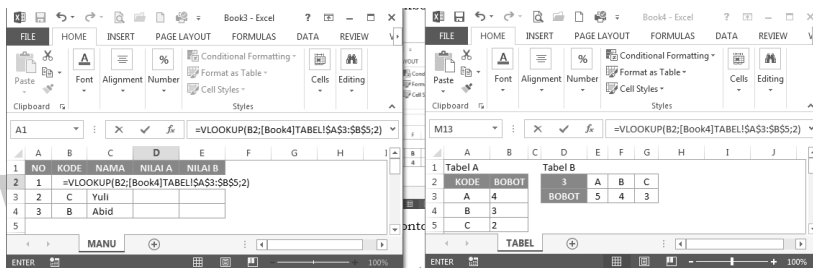 Book3 - Excel
FILE HOME INSERT PAGE LAYOUT FORMULAS DATA REVIEW
Paste Font Alignment Number Conditional Formatting Format as Table Cell Styles Cells Editing
Clipboard Styles
A1 =VLOOKUP(B2;[Book4]TABEL!$A$3:$B$5;2)
A B C D E F G H I
1 NO KODE NAMA NILAI A NILAI B
2 1 =VLOOKUP(B2;[Book4]TABEL!$A$3:$B$5;2)
3 2 C Yuli
4 3 B Abid
5
MANU
ENTER 100%
Book4 - Excel
FILE HOME INSERT PAGE LAYOUT FORMULAS DATA REVIEW
Paste Font Alignment Number Conditional Formatting Format as Table Cell Styles Cells Editing
Clipboard Styles
M13 =VLOOKUP(B2;[Book4]TABEL!$A$3:$B$5;2)
A B C D E F G H I J
1 Tabel A Tabel B
2 KODE BOBOT 3 A B C
3 A 4 BOBOT 5 4 3
4 B 3
5 C 2
TABEL
ENTER 100%